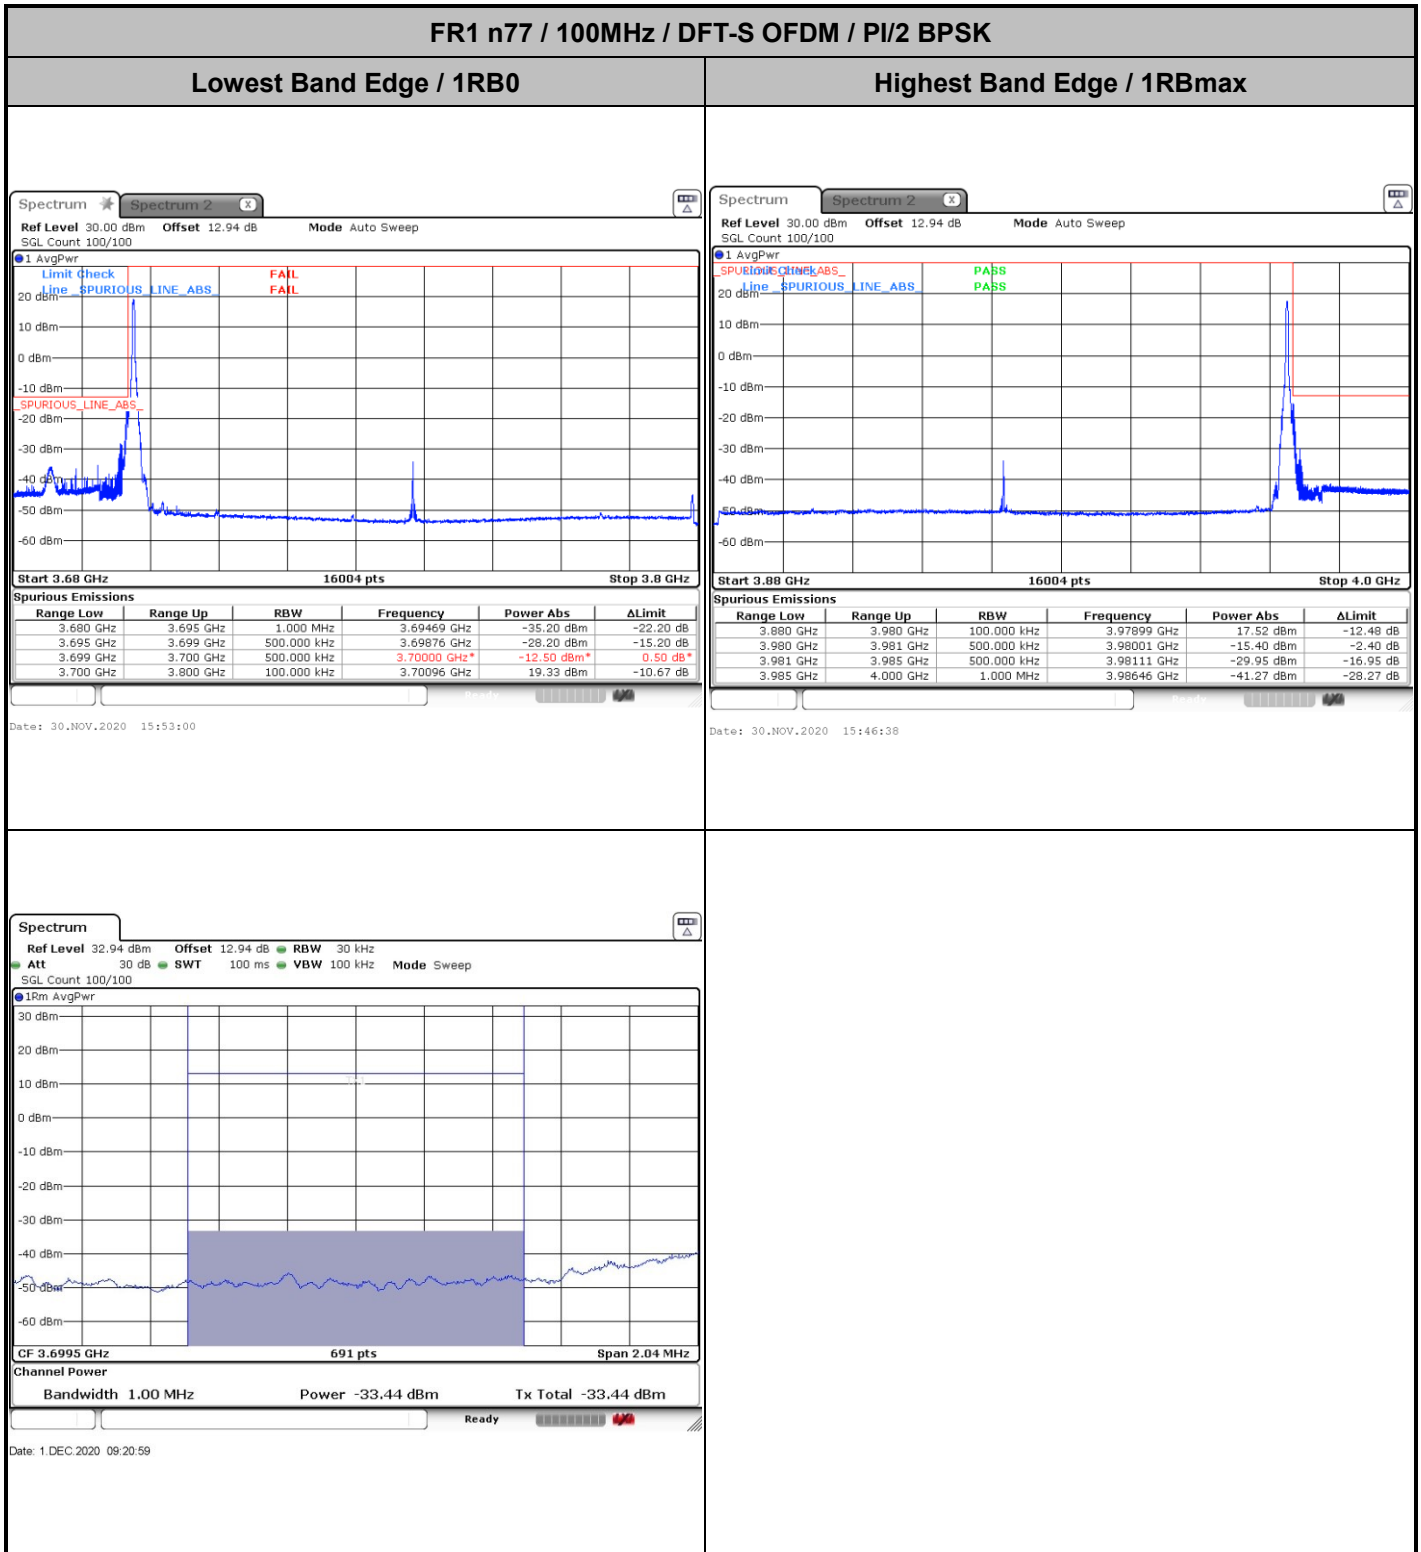 FR1 n77 / 100MHz / DFT-S OFDM / PI/2 BPSK
Lowest Band Edge / 1RB0
Highest Band Edge / 1RBmax
Spectrum
Spectrum 2
X
Ref Level 30.00 dBm Offset 12.94 dB Mode Auto Sweep
SGL Count 100/100
1 AvgPwr
Limit Check FAIL
Line _SPURIOUS_LINE_ABS_ FAIL
20 dBm
10 dBm
0 dBm
-10 dBm
_SPURIOUS_LINE_ABS_
-20 dBm
-30 dBm
-40 dBm
-50 dBm
-60 dBm
Start 3.68 GHz 16004 pts Stop 3.8 GHz
Spurious Emissions
Range Low Range Up RBW Frequency Power Abs ΔLimit
3.680 GHz 3.695 GHz 1.000 MHz 3.69469 GHz -35.20 dBm -22.20 dB
3.695 GHz 3.699 GHz 500.000 kHz 3.69876 GHz -28.20 dBm -15.20 dB
3.699 GHz 3.700 GHz 500.000 kHz 3.70000 GHz* -12.50 dBm* 0.50 dB*
3.700 GHz 3.800 GHz 100.000 kHz 3.70096 GHz 19.33 dBm -10.67 dB
Ready
Date: 30.NOV.2020 15:53:00
Spectrum
Spectrum 2
X
Ref Level 30.00 dBm Offset 12.94 dB Mode Auto Sweep
SGL Count 100/100
1 AvgPwr
_SPURIOUS_LINE_ABS_
Limit Check PASS
Line _SPURIOUS_LINE_ABS_ PASS
20 dBm
10 dBm
0 dBm
-10 dBm
-20 dBm
-30 dBm
-40 dBm
-50 dBm
-60 dBm
Start 3.88 GHz 16004 pts Stop 4.0 GHz
Spurious Emissions
Range Low Range Up RBW Frequency Power Abs ΔLimit
3.880 GHz 3.980 GHz 100.000 kHz 3.97899 GHz 17.52 dBm -12.48 dB
3.980 GHz 3.981 GHz 500.000 kHz 3.98001 GHz -15.40 dBm -2.40 dB
3.981 GHz 3.985 GHz 500.000 kHz 3.98111 GHz -29.95 dBm -16.95 dB
3.985 GHz 4.000 GHz 1.000 MHz 3.98646 GHz -41.27 dBm -28.27 dB
Ready
Date: 30.NOV.2020 15:46:38
Spectrum
Ref Level 32.94 dBm Offset 12.94 dB RBW 30 kHz
Att 30 dB SWT 100 ms VBW 100 kHz Mode Sweep
SGL Count 100/100
1Rm AvgPwr
30 dBm
20 dBm
10 dBm
0 dBm
-10 dBm
-20 dBm
-30 dBm
-40 dBm
-50 dBm
-60 dBm
CF 3.6995 GHz 691 pts Span 2.04 MHz
Channel Power
Bandwidth 1.00 MHz Power -33.44 dBm Tx Total -33.44 dBm
Ready
Date: 1.DEC.2020 09:20:59